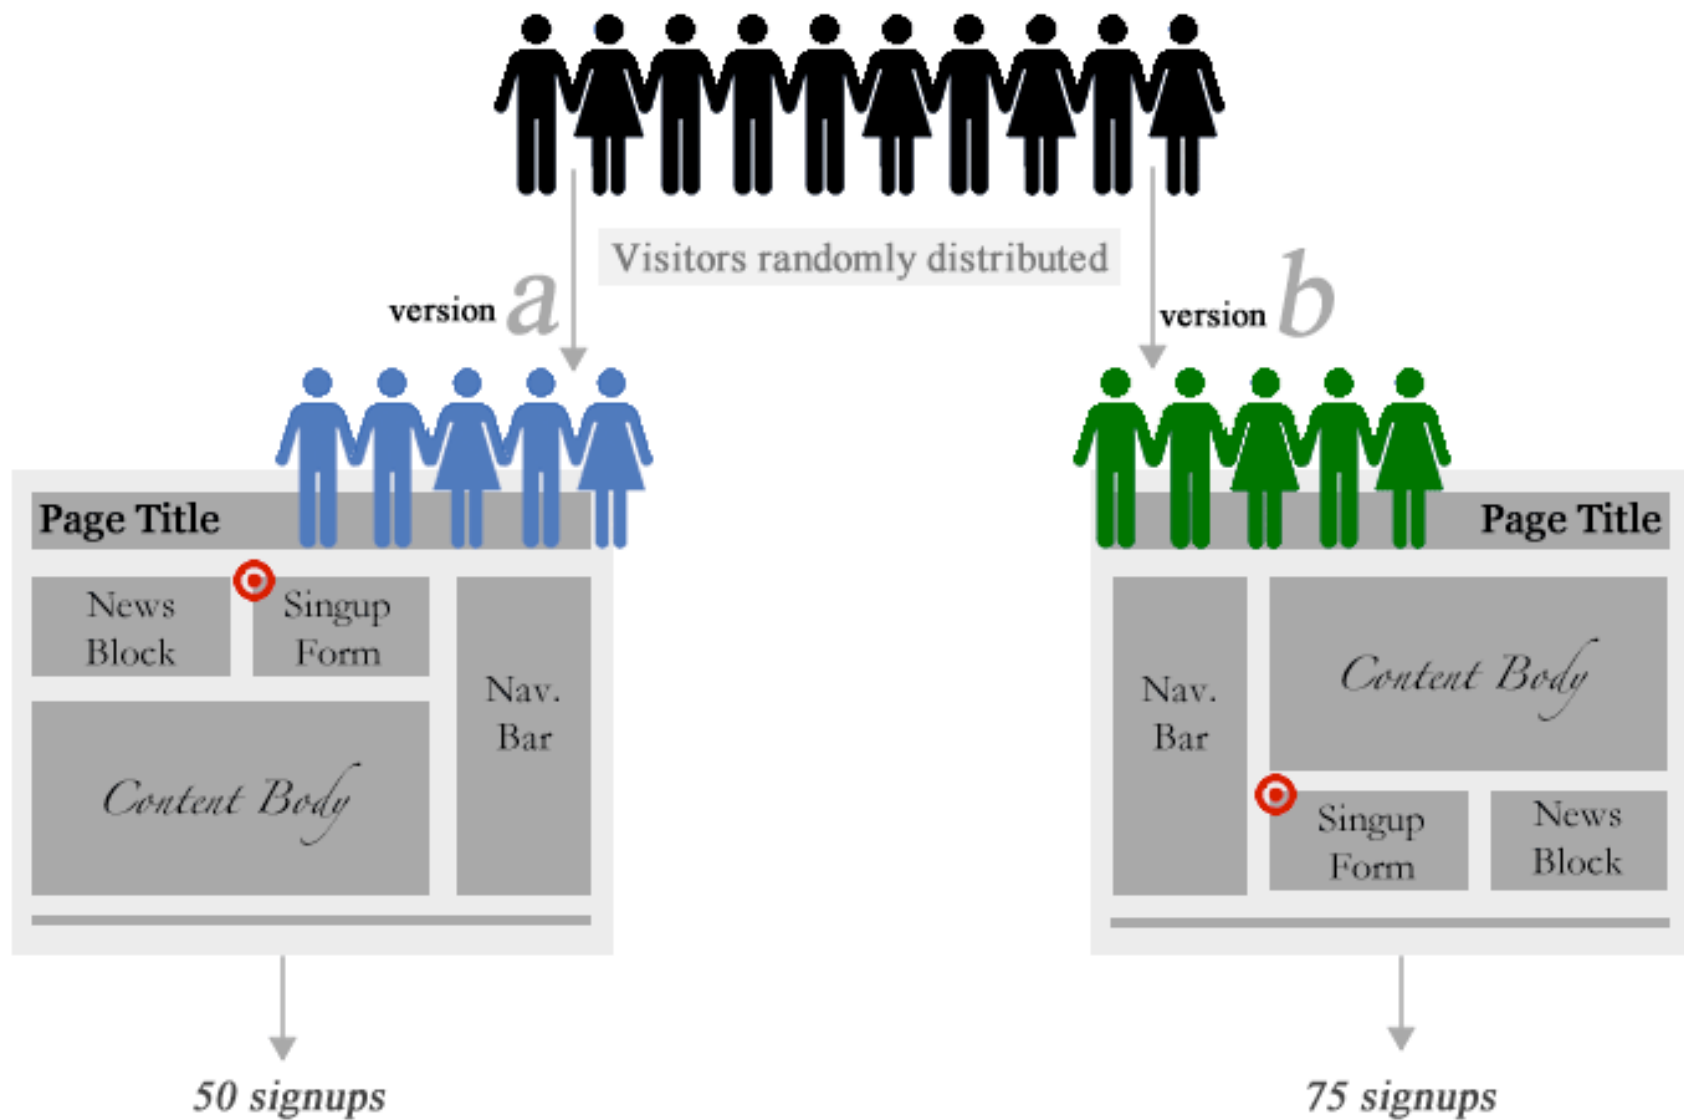 Visitors randomly distributed
version a
version b
Page Title
News
Block
Singup
Form
Nav.
Bar
Content Body
50 signups
Page Title
Nav.
Bar
Content Body
Singup
Form
News
Block
75 signups